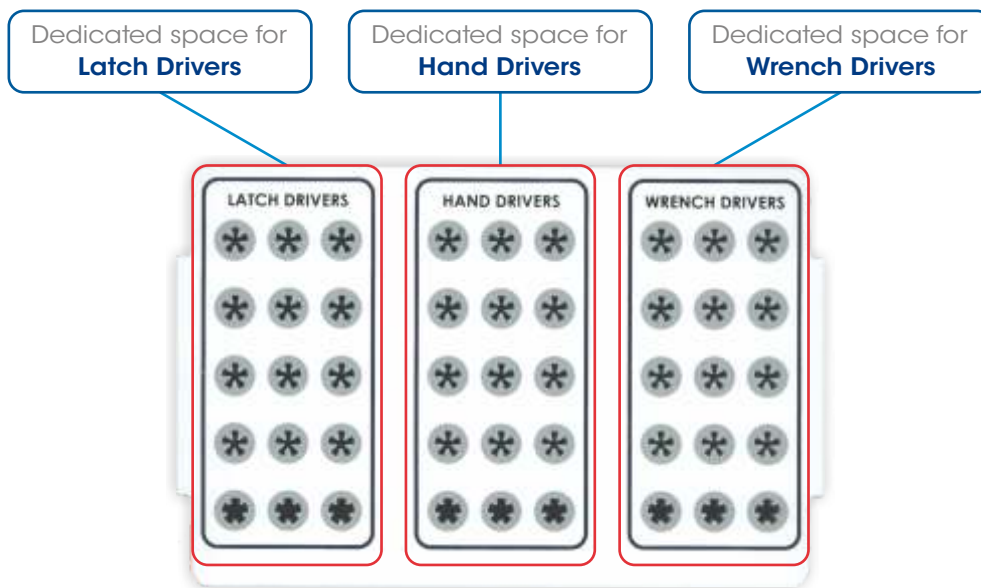 Dedicated space for
Latch Drivers
Dedicated space for
Hand Drivers
Dedicated space for
Wrench Drivers
LATCH DRIVERS
HAND DRIVERS
WRENCH DRIVERS